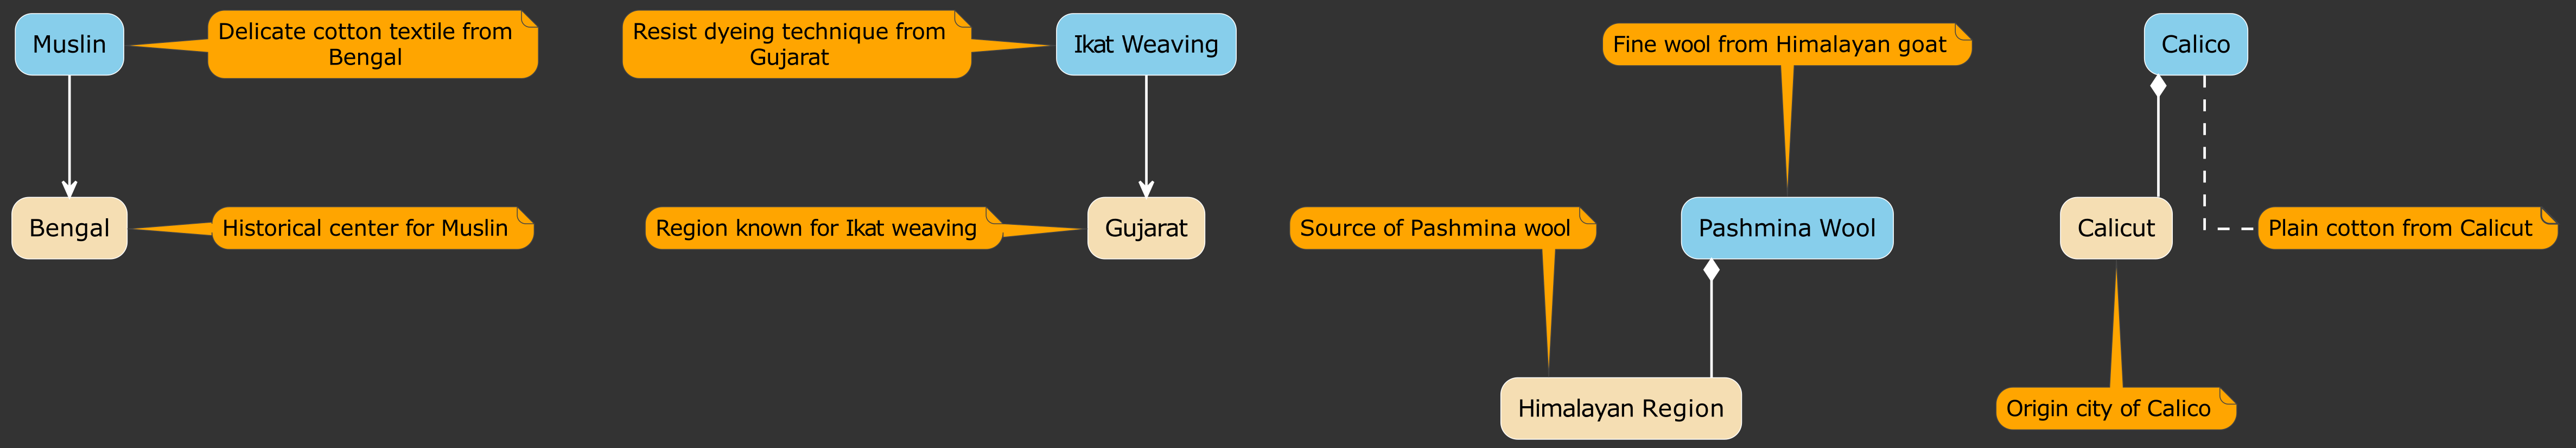 Muslin
Delicate cotton textile from
Bengal
Resist dyeing technique from
Gujarat
Ikat Weaving
Fine wool from Himalayan goat
Calico
Bengal
Historical center for Muslin
Region known for Ikat weaving
Gujarat
Source of Pashmina wool
Pashmina Wool
Calicut
Plain cotton from Calicut
Himalayan Region
Origin city of Calico